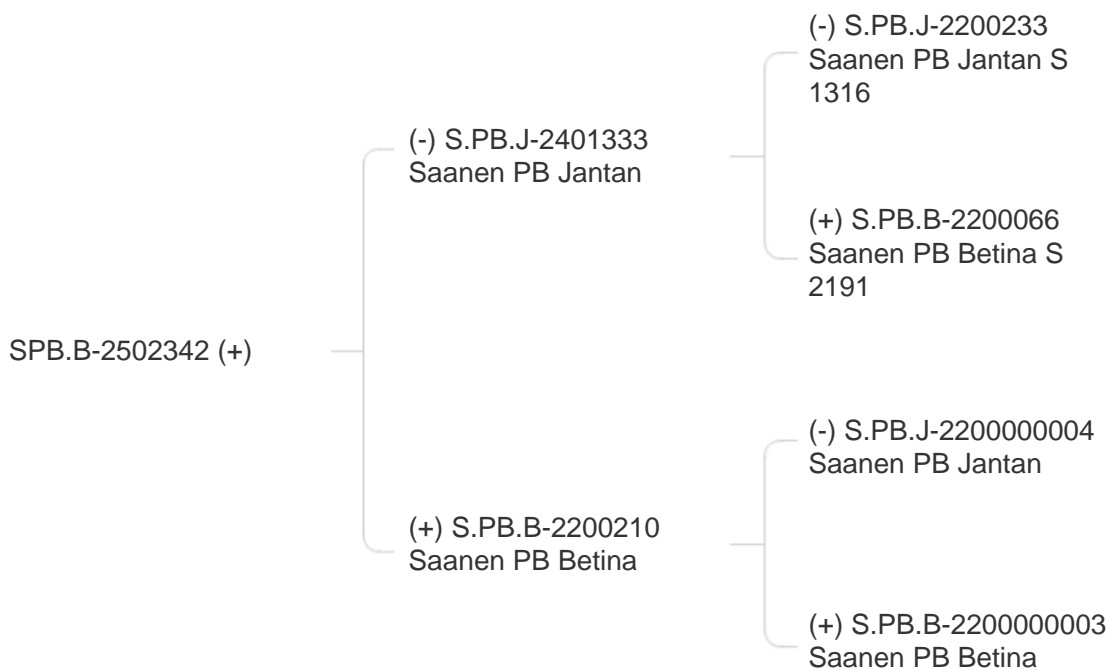 (-) S.PB.J-2200233
Saanen PB Jantan S
1316
(-) S.PB.J-2401333
Saanen PB Jantan
(+) S.PB.B-2200066
Saanen PB Betina S
2191
SPB.B-2502342 (+)
(-) S.PB.J-2200000004
Saanen PB Jantan
(+) S.PB.B-2200210
Saanen PB Betina
(+) S.PB.B-2200000003
Saanen PB Betina